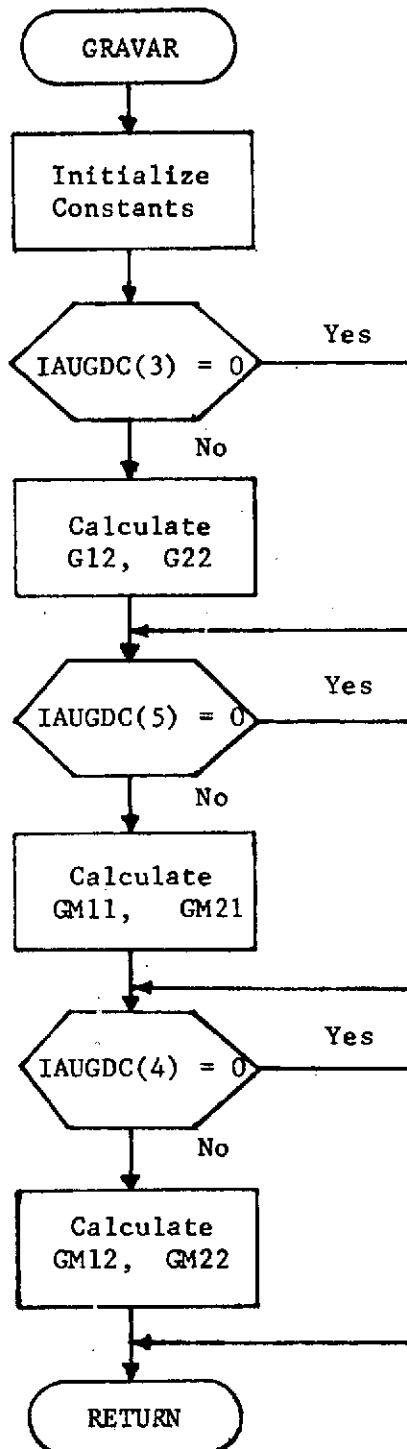 GRAVAR
Initialize
Constants
IAUGDC(3) = 0
Yes
No
Calculate
G12, G22
IAUGDC(5) = 0
Yes
No
Calculate
GM11, GM21
IAUGDC(4) = 0
Yes
No
Calculate
GM12, GM22
RETURN